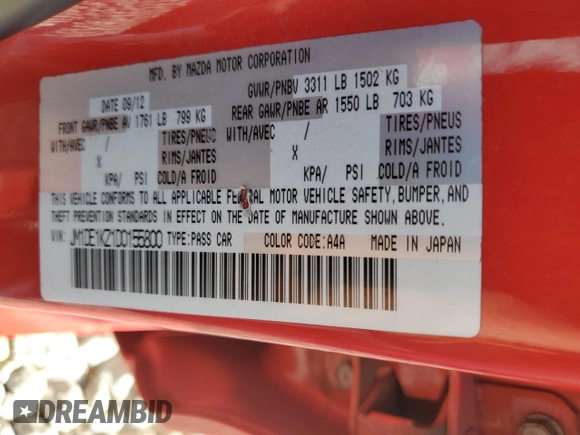 MFD. BY MAZDA MOTOR CORPORATION
DATE 09/12 GVWR/PNBV 3311 LB 1502 KG
FRONT GAWR/PNBE AV 1761 LB 799 KG REAR GAWR/PNBE AR 1550 LB 703 KG
WITH/AVEC / TIRES/PNEUS WITH/AVEC / TIRES/PNEUS
X RIMS/JANTES X RIMS/JANTES
KPA/ PSI COLD/A FROID KPA/ PSI COLD/A FROID
THIS VEHICLE CONFORMS TO ALL APPLICABLE FEDERAL MOTOR VEHICLE SAFETY, BUMPER, AND
THEFT PREVENTION STANDARDS IN EFFECT ON THE DATE OF MANUFACTURE SHOWN ABOVE.
VIN: JM1DE1KZ1D0155800 TYPE:PASS CAR COLOR CODE:A4A MADE IN JAPAN
DREAMBID